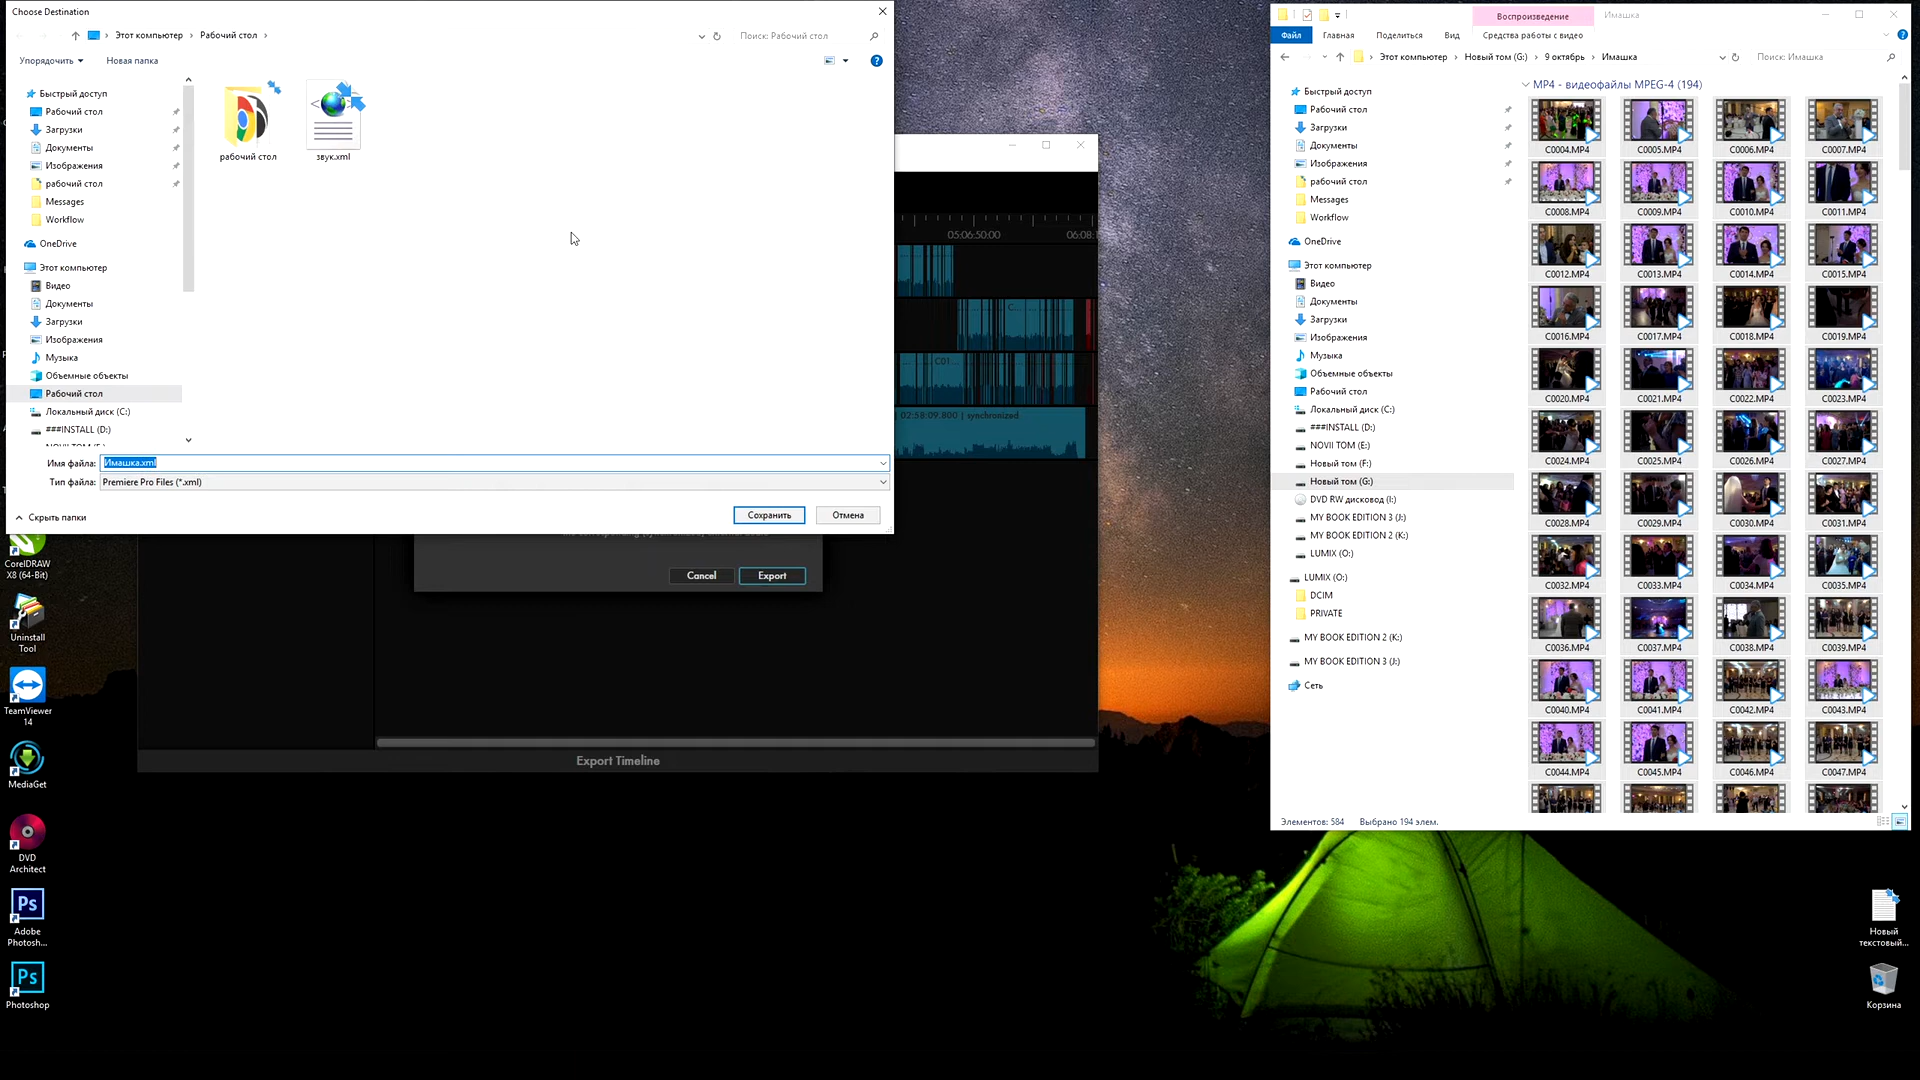 Choose Destination
Этот компьютер
Рабочий стол
Поиск: Рабочий стол
Упорядочить
Новая папка
Быстрый доступ
Рабочий стол
Загрузки
Документы
Изображения
рабочий стол
Messages
Workflow
OneDrive
Этот компьютер
Видео
Документы
Загрузки
Изображения
Музыка
Объемные объекты
Рабочий стол
Локальный диск (C:)
###INSTALL (D:)
рабочий стол
звук.xml
Имя файла:
Имашка.xml
Тип файла:
Premiere Pro Files (*.xml)
Скрыть папки
Сохранить
Отмена
05:06:50.00
06:08:
C...
C01...
02:58:09.800 | synchronized
Cancel
Export
Export Timeline
CorelDRAW
X8 (64-Bit)
Uninstall
Tool
TeamViewer
14
MediaGet
DVD
Architect
Ps
Adobe
Photosh...
Ps
Photoshop
Воспроизведение
Имашка
Файл
Главная
Поделиться
Вид
Средства работы с видео
Этот компьютер
Новый том (G:)
9 октябрь
Имашка
Поиск: Имашка
Быстрый доступ
Рабочий стол
Загрузки
Документы
Изображения
рабочий стол
Messages
Workflow
OneDrive
Этот компьютер
Видео
Документы
Загрузки
Изображения
Музыка
Объемные объекты
Рабочий стол
Локальный диск (C:)
###INSTALL (D:)
NOVII TOM (E:)
Новый том (F:)
Новый том (G:)
DVD RW дисковод (I:)
MY BOOK EDITION 3 (J:)
MY BOOK EDITION 2 (K:)
LUMIX (O:)
LUMIX (O:)
DCIM
PRIVATE
MY BOOK EDITION 2 (K:)
MY BOOK EDITION 3 (J:)
Сеть
MP4 - видеофайлы MPEG-4 (194)
C0004.MP4 C0005.MP4 C0006.MP4 C0007.MP4
C0008.MP4 C0009.MP4 C0010.MP4 C0011.MP4
C0012.MP4 C0013.MP4 C0014.MP4 C0015.MP4
C0016.MP4 C0017.MP4 C0018.MP4 C0019.MP4
C0020.MP4 C0021.MP4 C0022.MP4 C0023.MP4
C0024.MP4 C0025.MP4 C0026.MP4 C0027.MP4
C0028.MP4 C0029.MP4 C0030.MP4 C0031.MP4
C0032.MP4 C0033.MP4 C0034.MP4 C0035.MP4
C0036.MP4 C0037.MP4 C0038.MP4 C0039.MP4
C0040.MP4 C0041.MP4 C0042.MP4 C0043.MP4
C0044.MP4 C0045.MP4 C0046.MP4 C0047.MP4
Элементов: 584
Выбрано 194 элем.
Новый
текстовый...
Корзина